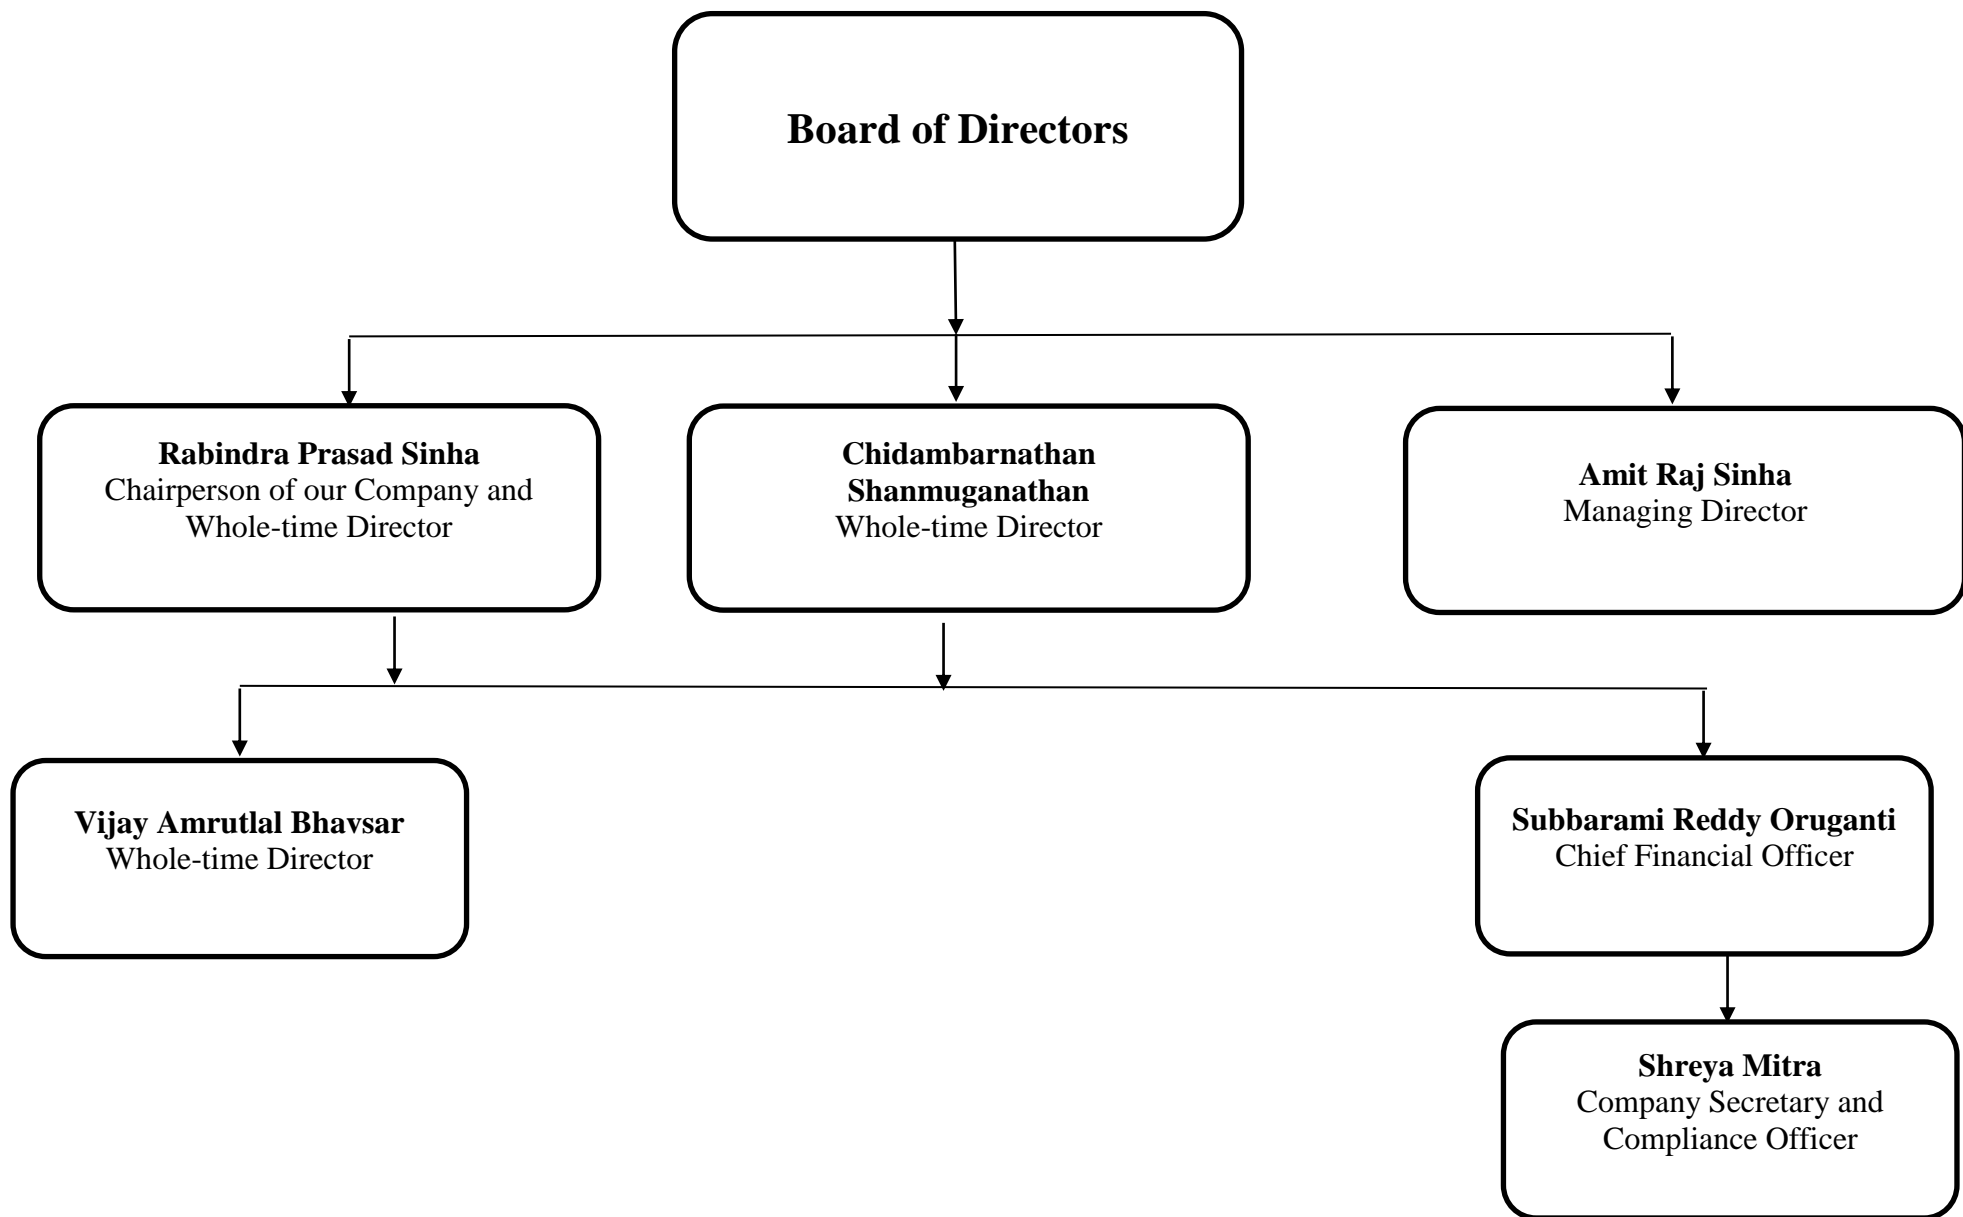 Board of Directors
Rabindra Prasad Sinha
Chairperson of our Company and
Whole-time Director
Chidambarnathan
Shanmuganathan
Whole-time Director
Amit Raj Sinha
Managing Director
Vijay Amrutlal Bhavsar
Whole-time Director
Subbarami Reddy Oruganti
Chief Financial Officer
Shreya Mitra
Company Secretary and
Compliance Officer